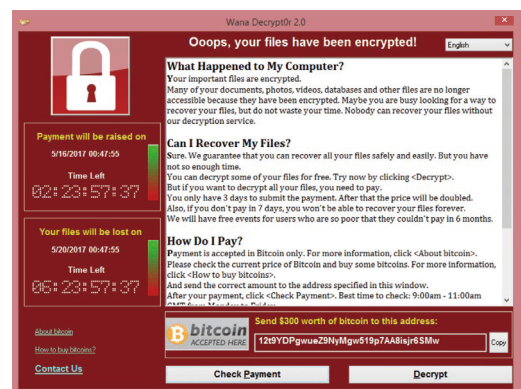 Wana Decrypt0r 2.0
Ooops, your files have been encrypted!
English
What Happened to My Computer?
Your important files are encrypted.
Many of your documents, photos, videos, databases and other files are no longer
accessible because they have been encrypted. Maybe you are busy looking for a way to
recover your files, but do not waste your time. Nobody can recover your files without
our decryption service.
Can I Recover My Files?
Sure. We guarantee that you can recover all your files safely and easily. But you have
not so enough time.
You can decrypt some of your files for free. Try now by clicking <Decrypt>.
But if you want to decrypt all your files, you need to pay.
You only have 3 days to submit the payment. After that the price will be doubled.
Also, if you don't pay in 7 days, you won't be able to recover your files forever.
We will have free events for users who are so poor that they couldn't pay in 6 months.
How Do I Pay?
Payment is accepted in Bitcoin only. For more information, click <About bitcoin>.
Please check the current price of Bitcoin and buy some bitcoins. For more information,
click <How to buy bitcoins>.
And send the correct amount to the address specified in this window.
After your payment, click <Check Payment>. Best time to check: 9:00am - 11:00am
GMT from Monday to Friday.
Payment will be raised on
5/16/2017 00:47:55
Time Left
02:23:57:37
Your files will be lost on
5/20/2017 00:47:55
Time Left
06:23:57:37
About bitcoin
How to buy bitcoins?
Contact Us
bitcoin
ACCEPTED HERE
Send $300 worth of bitcoin to this address:
12t9YDPgwueZ9NyMgw519p7AA8isjr6SMw
Copy
Check Payment
Decrypt